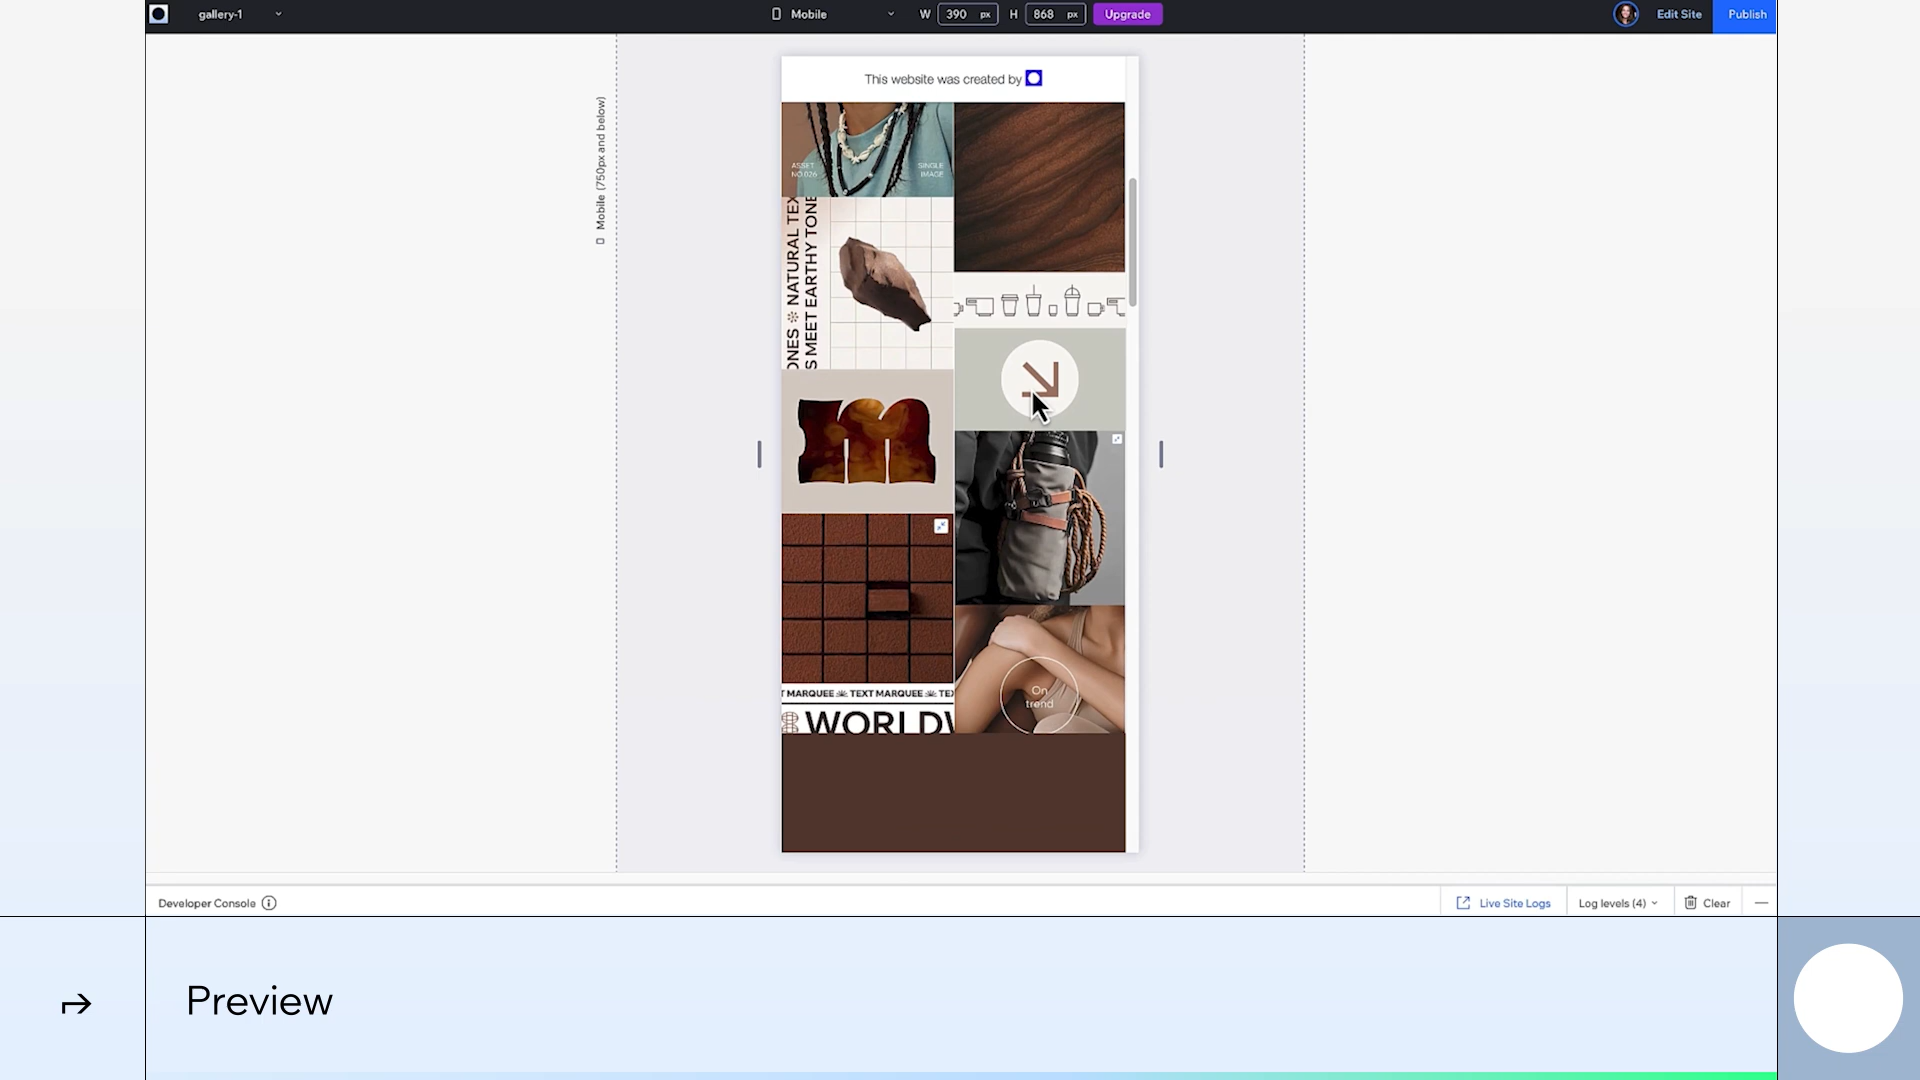 gallery-1
Mobile
W 390 px H 868 px
Upgrade
Edit Site
Publish
Mobile (750px and below)
This website was created by
ASSET
NO.026
SINGLE
IMAGE
ONES ❊ NATURAL TEX
S MEET EARTHY TONE
On
trend
T MARQUEE TEXT MARQUEE TEX
WORLDW
Developer Console
Live Site Logs
Log levels (4)
Clear
Preview